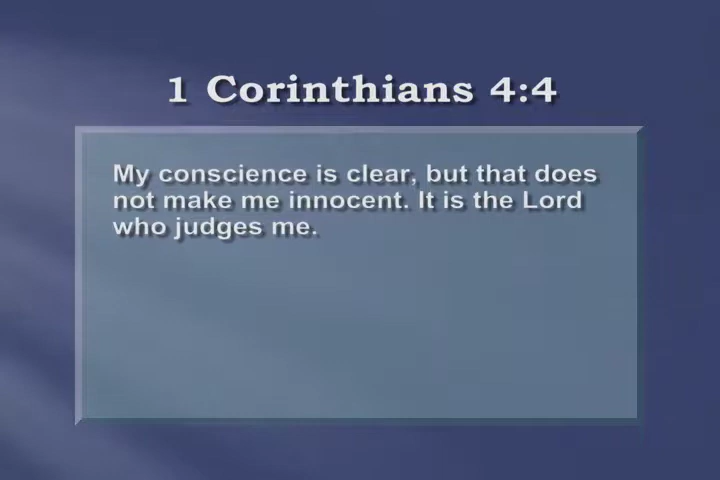 1 Corinthians 4:4
My conscience is clear, but that does
not make me innocent. It is the Lord
who judges me.